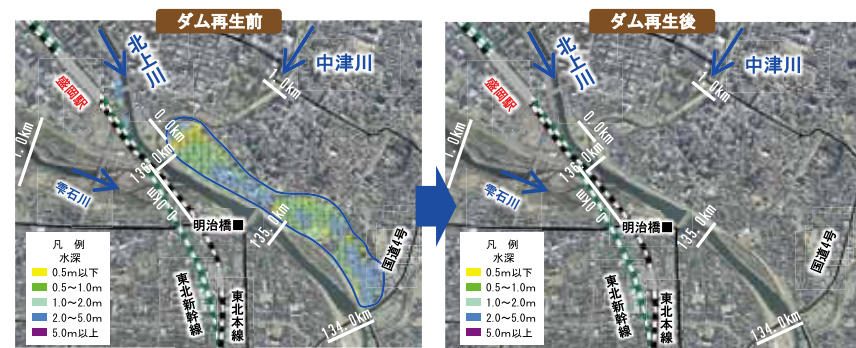 ダム再生前
北上川
中津川
盛岡駅
1.0km
0.0km
1.0km
136.0km
雫石川
0.0km
明治橋■
135.0km
国道4号
凡 例
水深
0.5m以下
0.5～1.0m
1.0～2.0m
2.0～5.0m
5.0m以上
東北新幹線
東北本線
134.0km
ダム再生後
北上川
中津川
盛岡駅
1.0km
0.0km
1.0km
136.0km
雫石川
0.0km
明治橋■
135.0km
国道4号
凡 例
水深
0.5m以下
0.5～1.0m
1.0～2.0m
2.0～5.0m
5.0m以上
東北新幹線
東北本線
134.0km